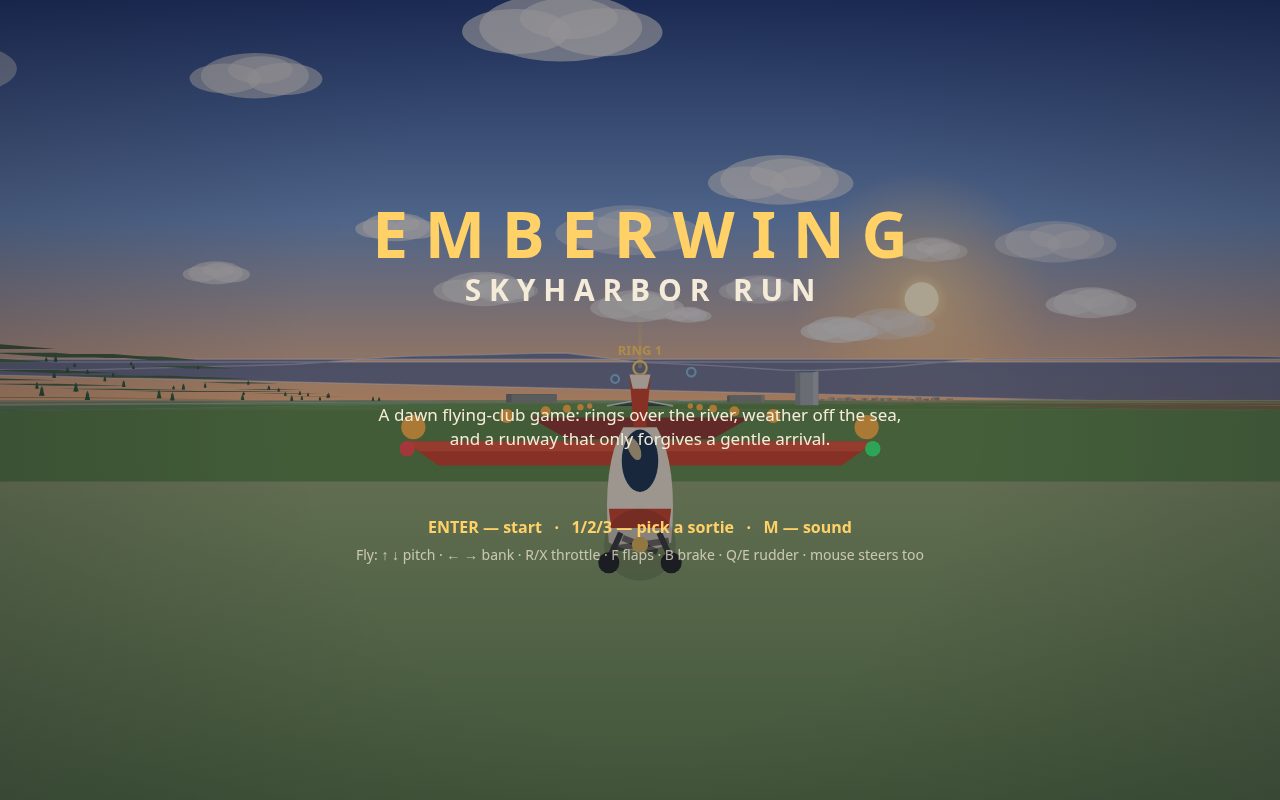 EMBERWING
SKYHARBOR RUN
RING 1
A dawn flying-club game: rings over the river, weather off the sea,
and a runway that only forgives a gentle arrival.
ENTER — start · 1/2/3 — pick a sortie · M — sound
Fly: ↑ ↓ pitch · ← → bank · R/X throttle · F flaps · B brake · Q/E rudder · mouse steers too